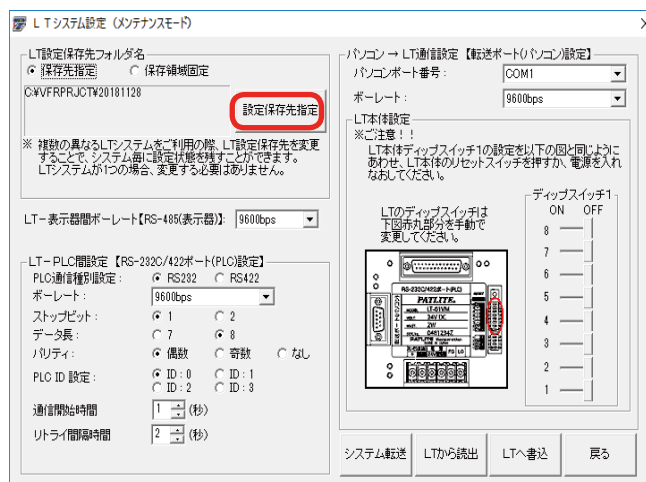 LTシステム設定（メンテナンスモード）
LT設定保存先フォルダ名
保存先指定 保存領域固定
C:¥VFRPRJCT¥20181128
設定保存先指定
※ 複数の異なるLTシステムをご利用の際、LT設定保存先を変更
することで、システム毎に設定状態を残すことができます。
LTシステムが1つの場合、変更する必要はありません。
LT－表示器間ボーレート【RS-485(表示器)】: 9600bps
LT－PLC間設定 【RS-232C/422ポート(PLC)設定】
PLC通信種別設定： RS232 RS422
ボーレート： 9600bps
ストップビット： 1 2
データ長： 7 8
パリティ： 偶数 奇数 なし
PLC ID 設定： ID：0 ID：1
ID：2 ID：3
通信開始時間 1 (秒)
リトライ間隔時間 2 (秒)
パソコン → LT通信設定 【転送ポート(パソコン)設定】
パソコンポート番号： COM1
ボーレート： 9600bps
LT本体設定
※ご注意！！
LT本体ディップスイッチ1の設定を以下の図と同じように
あわせ、LT本体のリセットスイッチを押すか、電源を入れ
なおしてください。
LTのディップスイッチは
下図赤丸部分を手動で
変更してください。
RS-232C/422ポート(PLC)
PATLITE
LT-01VM
24V DC
2W
0481234Z
ディップスイッチ1
ON OFF
8
7
6
5
4
3
2
1
システム転送 LTから読出 LTへ書込 戻る